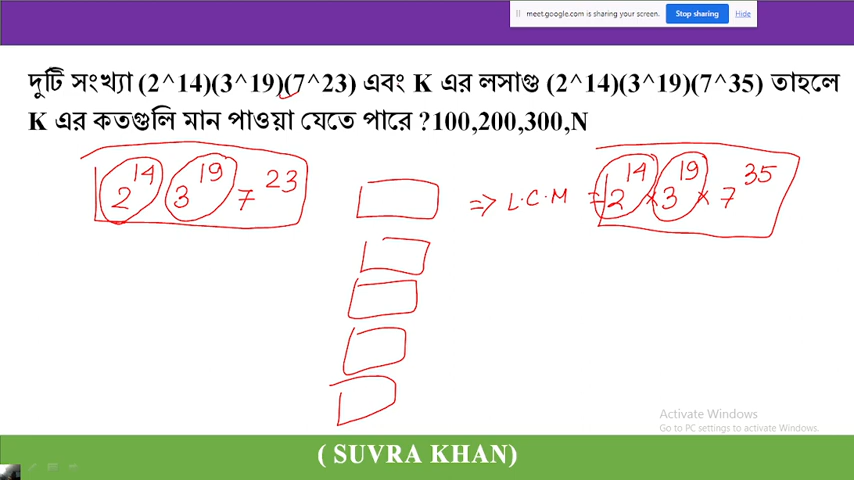 meet.google.com is sharing your screen. Stop sharing Hide
দুটি সংখ্যা (2^14)(3^19)(7^23) এবং K এর লসাগু (2^14)(3^19)(7^35) তাহলে
K এর কতগুলি মান পাওয়া যেতে পারে ?100,200,300,N
2^14 3^19 7^23 => L.C.M = 2^14 × 3^19 × 7^35
Activate Windows
Go to PC settings to activate Windows.
( SUVRA KHAN)